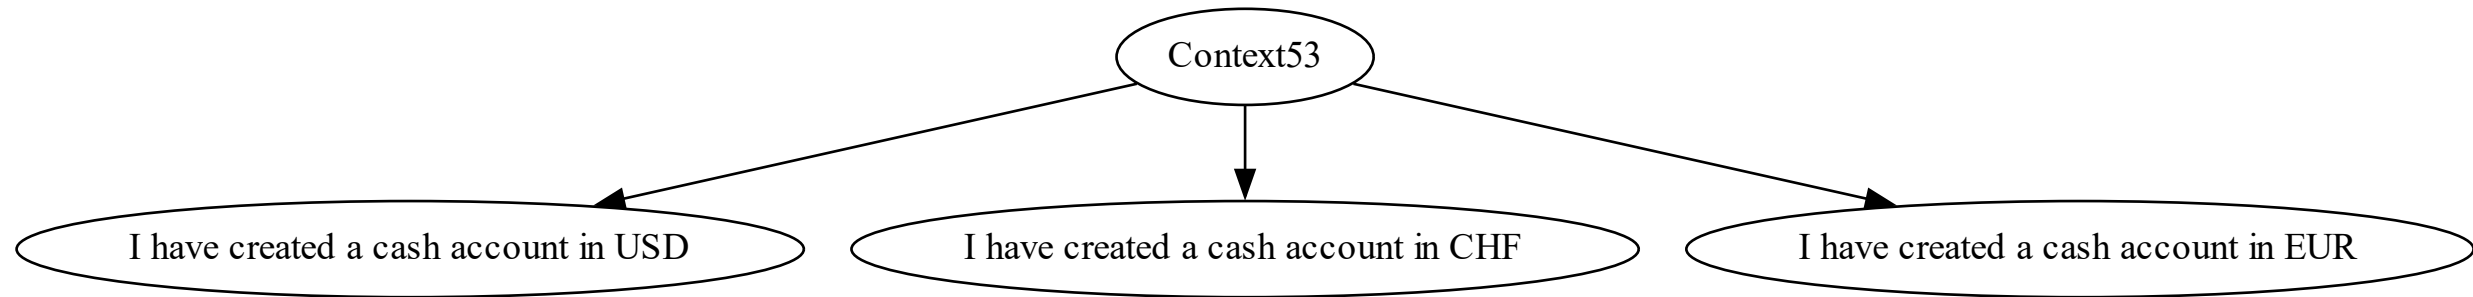 Context53
I have created a cash account in USD
I have created a cash account in CHF
I have created a cash account in EUR